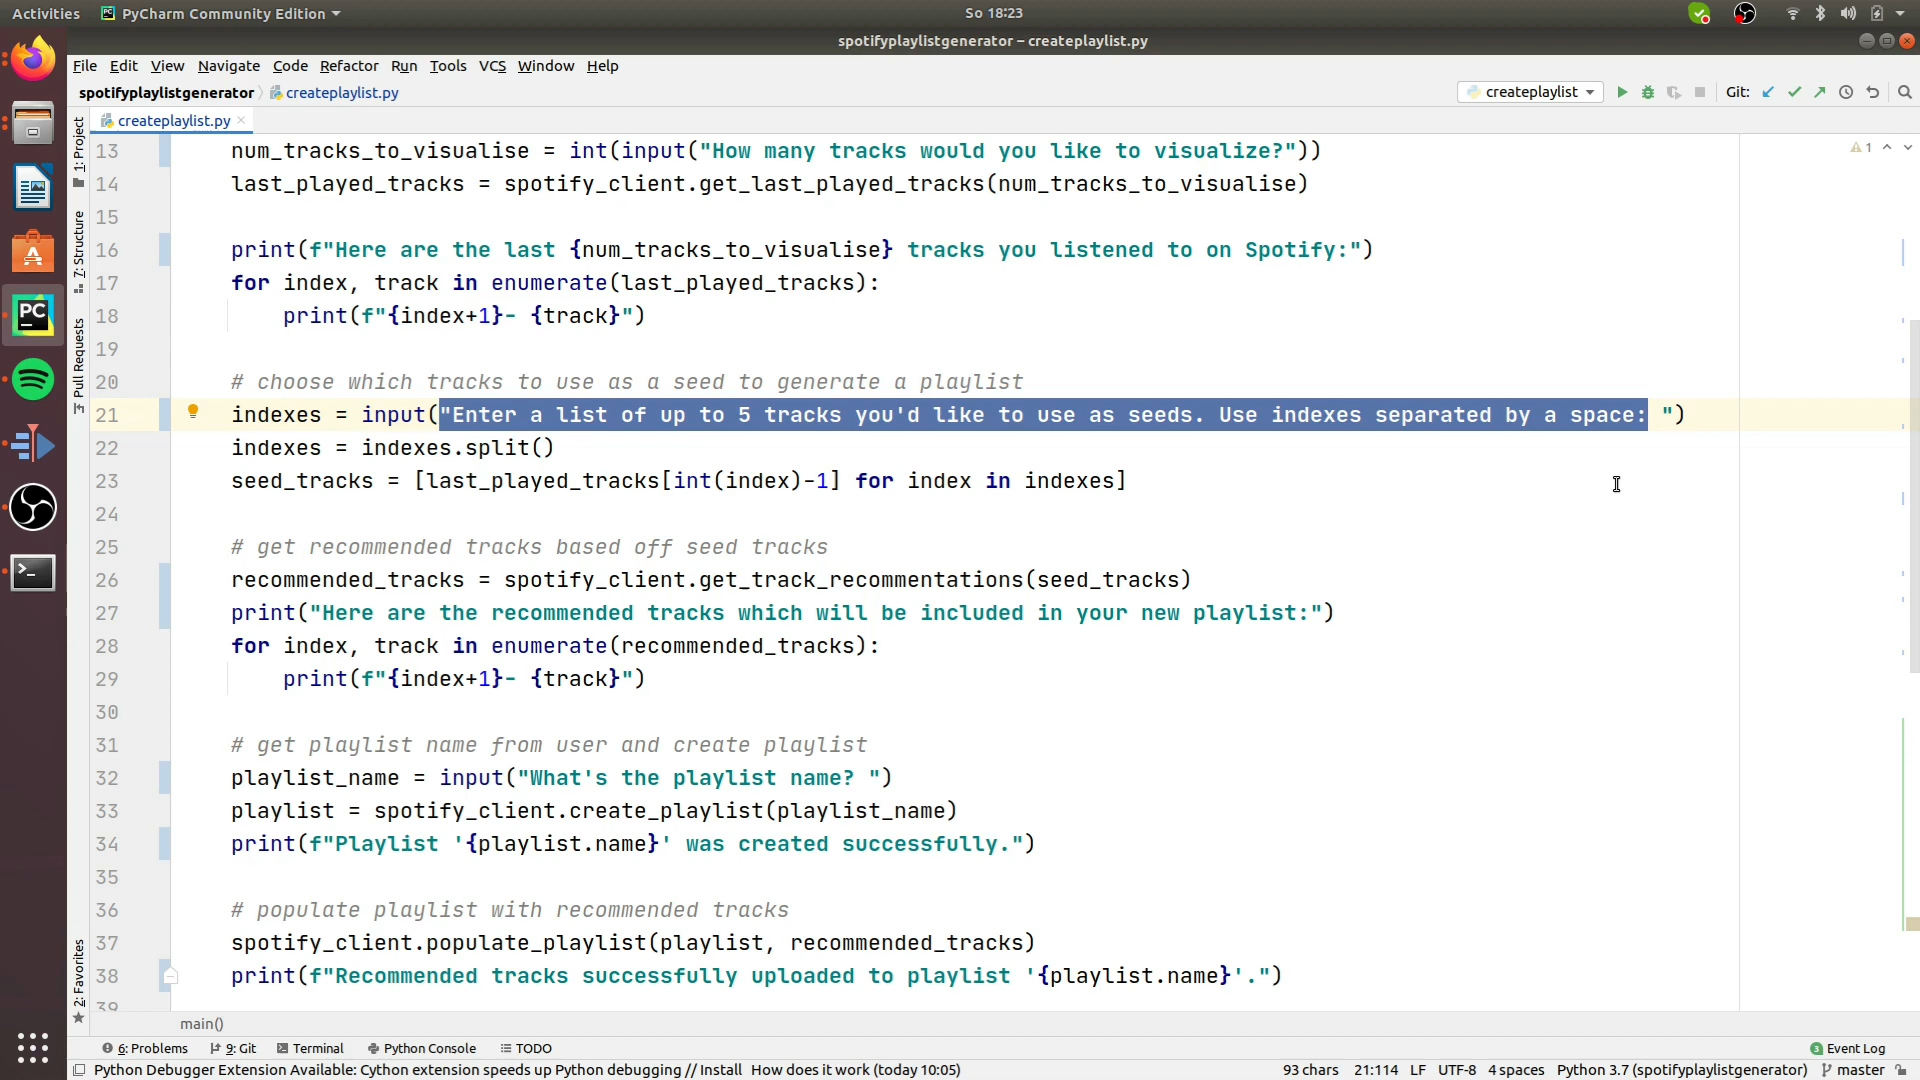 Activities PyCharm Community Edition So 18:23
spotifyplaylistgenerator – createplaylist.py
File Edit View Navigate Code Refactor Run Tools VCS Window Help
spotifyplaylistgenerator createplaylist.py createplaylist Git:
createplaylist.py
1: Project
7: Structure
Pull Requests
2: Favorites
1
13 num_tracks_to_visualise = int(input("How many tracks would you like to visualize?"))
14 last_played_tracks = spotify_client.get_last_played_tracks(num_tracks_to_visualise)
15
16 print(f"Here are the last {num_tracks_to_visualise} tracks you listened to on Spotify:")
17 for index, track in enumerate(last_played_tracks):
18 print(f"{index+1}- {track}")
19
20 # choose which tracks to use as a seed to generate a playlist
21 indexes = input("Enter a list of up to 5 tracks you'd like to use as seeds. Use indexes separated by a space: ")
22 indexes = indexes.split()
23 seed_tracks = [last_played_tracks[int(index)-1] for index in indexes]
24
25 # get recommended tracks based off seed tracks
26 recommended_tracks = spotify_client.get_track_recommentations(seed_tracks)
27 print("Here are the recommended tracks which will be included in your new playlist:")
28 for index, track in enumerate(recommended_tracks):
29 print(f"{index+1}- {track}")
30
31 # get playlist name from user and create playlist
32 playlist_name = input("What's the playlist name? ")
33 playlist = spotify_client.create_playlist(playlist_name)
34 print(f"Playlist '{playlist.name}' was created successfully.")
35
36 # populate playlist with recommended tracks
37 spotify_client.populate_playlist(playlist, recommended_tracks)
38 print(f"Recommended tracks successfully uploaded to playlist '{playlist.name}'.")
39
main()
6: Problems 9: Git Terminal Python Console TODO 3 Event Log
Python Debugger Extension Available: Cython extension speeds up Python debugging // Install How does it work (today 10:05) 93 chars 21:114 LF UTF-8 4 spaces Python 3.7 (spotifyplaylistgenerator) master